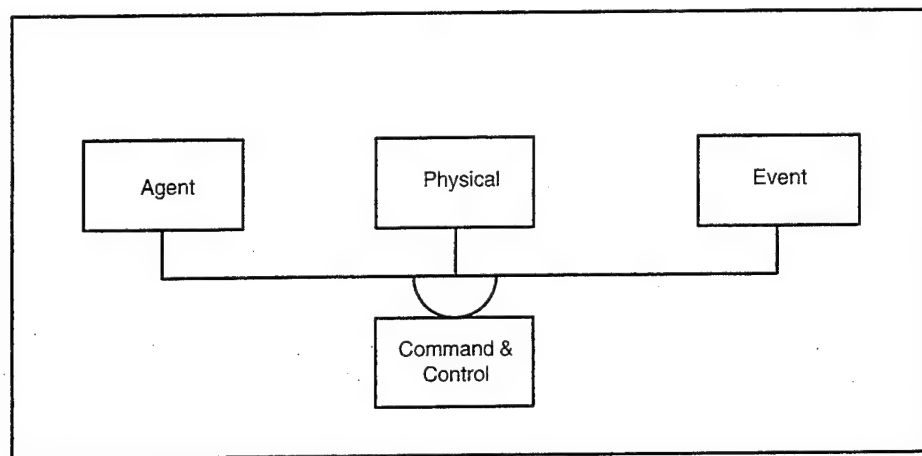 Agent
Physical
Event
Command &
Control